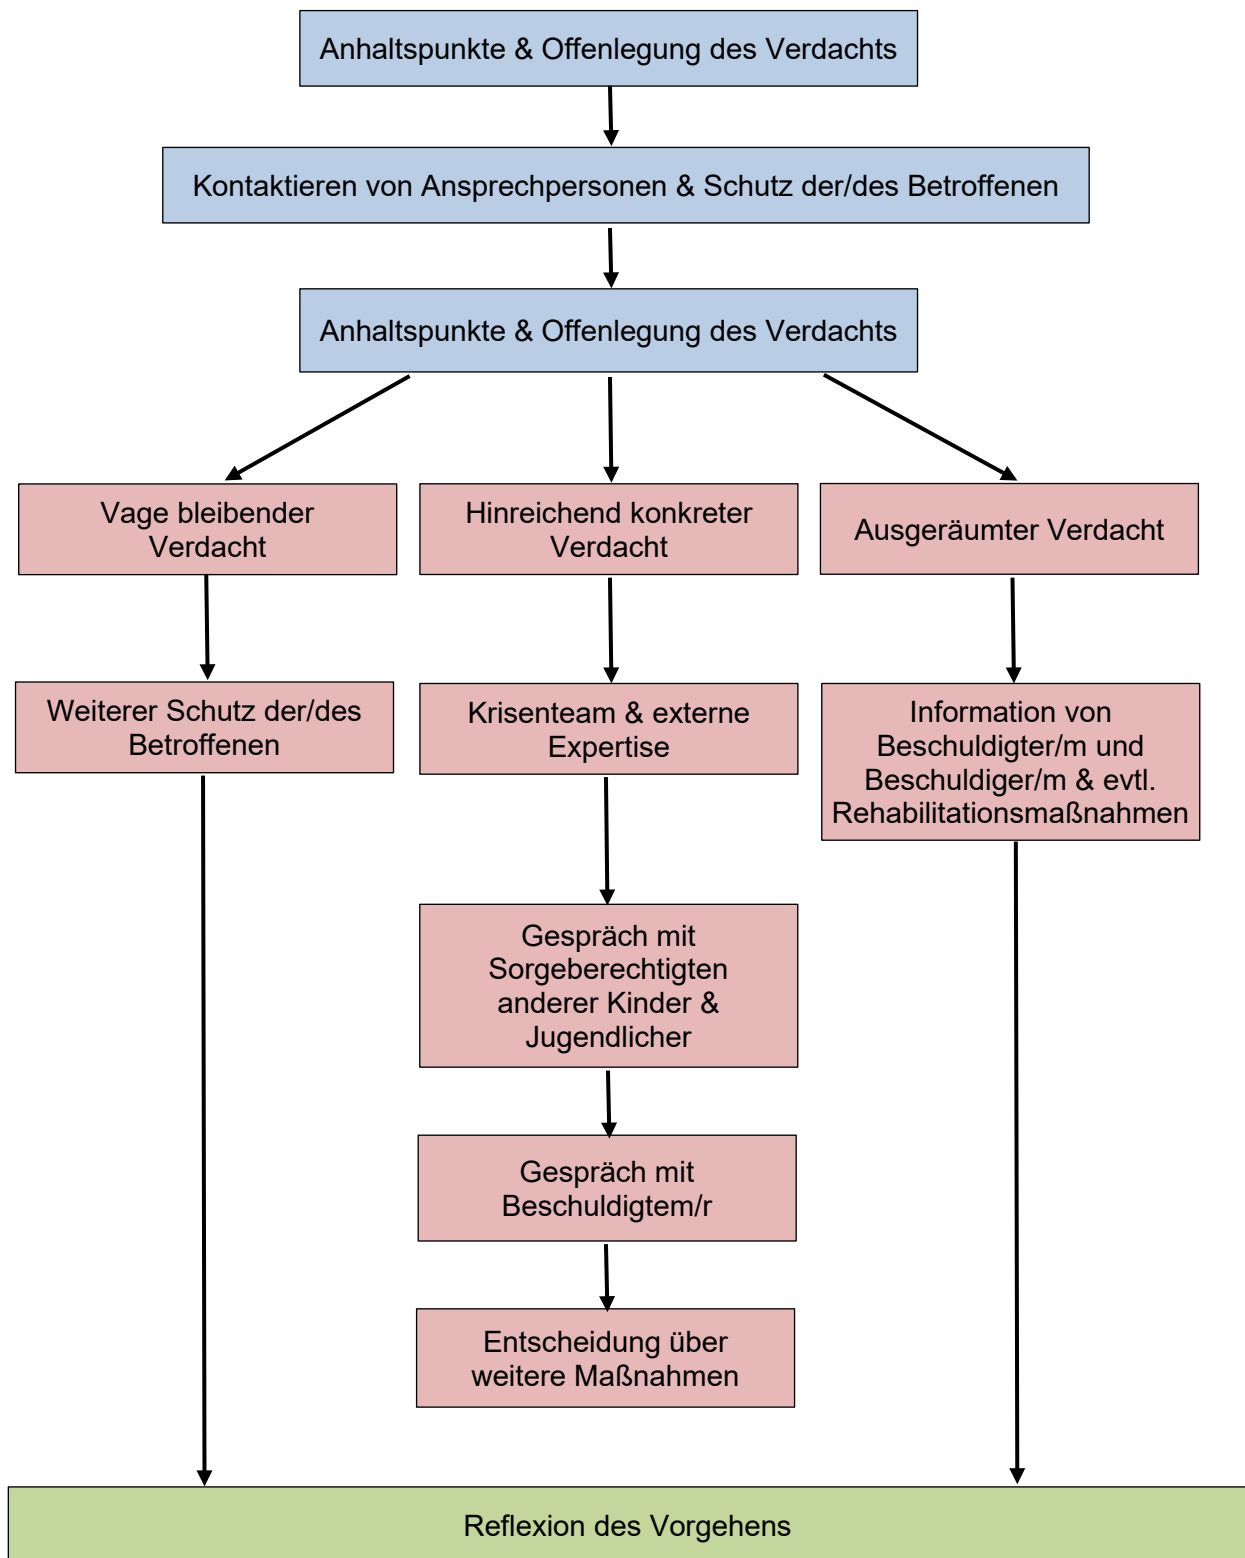 Anhaltspunkte & Offenlegung des Verdachts
Kontaktieren von Ansprechpersonen & Schutz der/des Betroffenen
Anhaltspunkte & Offenlegung des Verdachts
Vage bleibender
Verdacht
Hinreichend konkreter
Verdacht
Ausgeräumter Verdacht
Weiterer Schutz der/des
Betroffenen
Krisenteam & externe
Expertise
Information von
Beschuldigter/m und
Beschuldiger/m & evtl.
Rehabilitationsmaßnahmen
Gespräch mit
Sorgeberechtigten
anderer Kinder &
Jugendlicher
Gespräch mit
Beschuldigtem/r
Entscheidung über
weitere Maßnahmen
Reflexion des Vorgehens